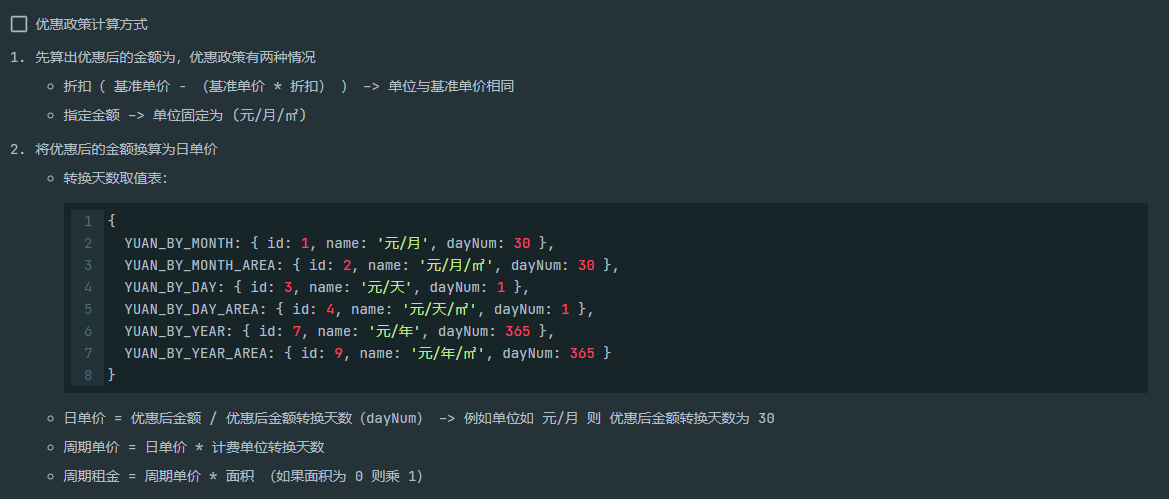 优惠政策计算方式
1. 先算出优惠后的金额为，优惠政策有两种情况
折扣（ 基准单价 - （基准单价 * 折扣） ） -> 单位与基准单价相同
指定金额 -> 单位固定为（元/月/㎡）
2. 将优惠后的金额换算为日单价
转换天数取值表：
1 {
2 YUAN_BY_MONTH: { id: 1, name: '元/月', dayNum: 30 },
3 YUAN_BY_MONTH_AREA: { id: 2, name: '元/月/㎡', dayNum: 30 },
4 YUAN_BY_DAY: { id: 3, name: '元/天', dayNum: 1 },
5 YUAN_BY_DAY_AREA: { id: 4, name: '元/天/㎡', dayNum: 1 },
6 YUAN_BY_YEAR: { id: 7, name: '元/年', dayNum: 365 },
7 YUAN_BY_YEAR_AREA: { id: 9, name: '元/年/㎡', dayNum: 365 }
8 }
日单价 = 优惠后金额 / 优惠后金额转换天数（dayNum） -> 例如单位如 元/月 则 优惠后金额转换天数为 30
周期单价 = 日单价 * 计费单位转换天数
周期租金 = 周期单价 * 面积 （如果面积为 0 则乘 1）